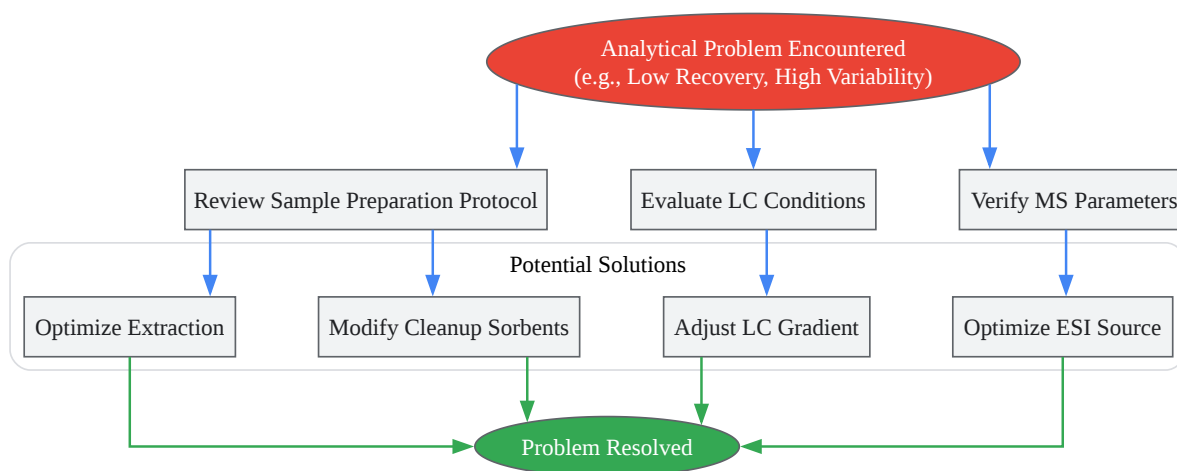 Analytical Problem Encountered
(e.g., Low Recovery, High Variability)
Review Sample Preparation Protocol
Evaluate LC Conditions
Verify MS Parameters
Potential Solutions
Optimize Extraction
Modify Cleanup Sorbents
Adjust LC Gradient
Optimize ESI Source
Problem Resolved